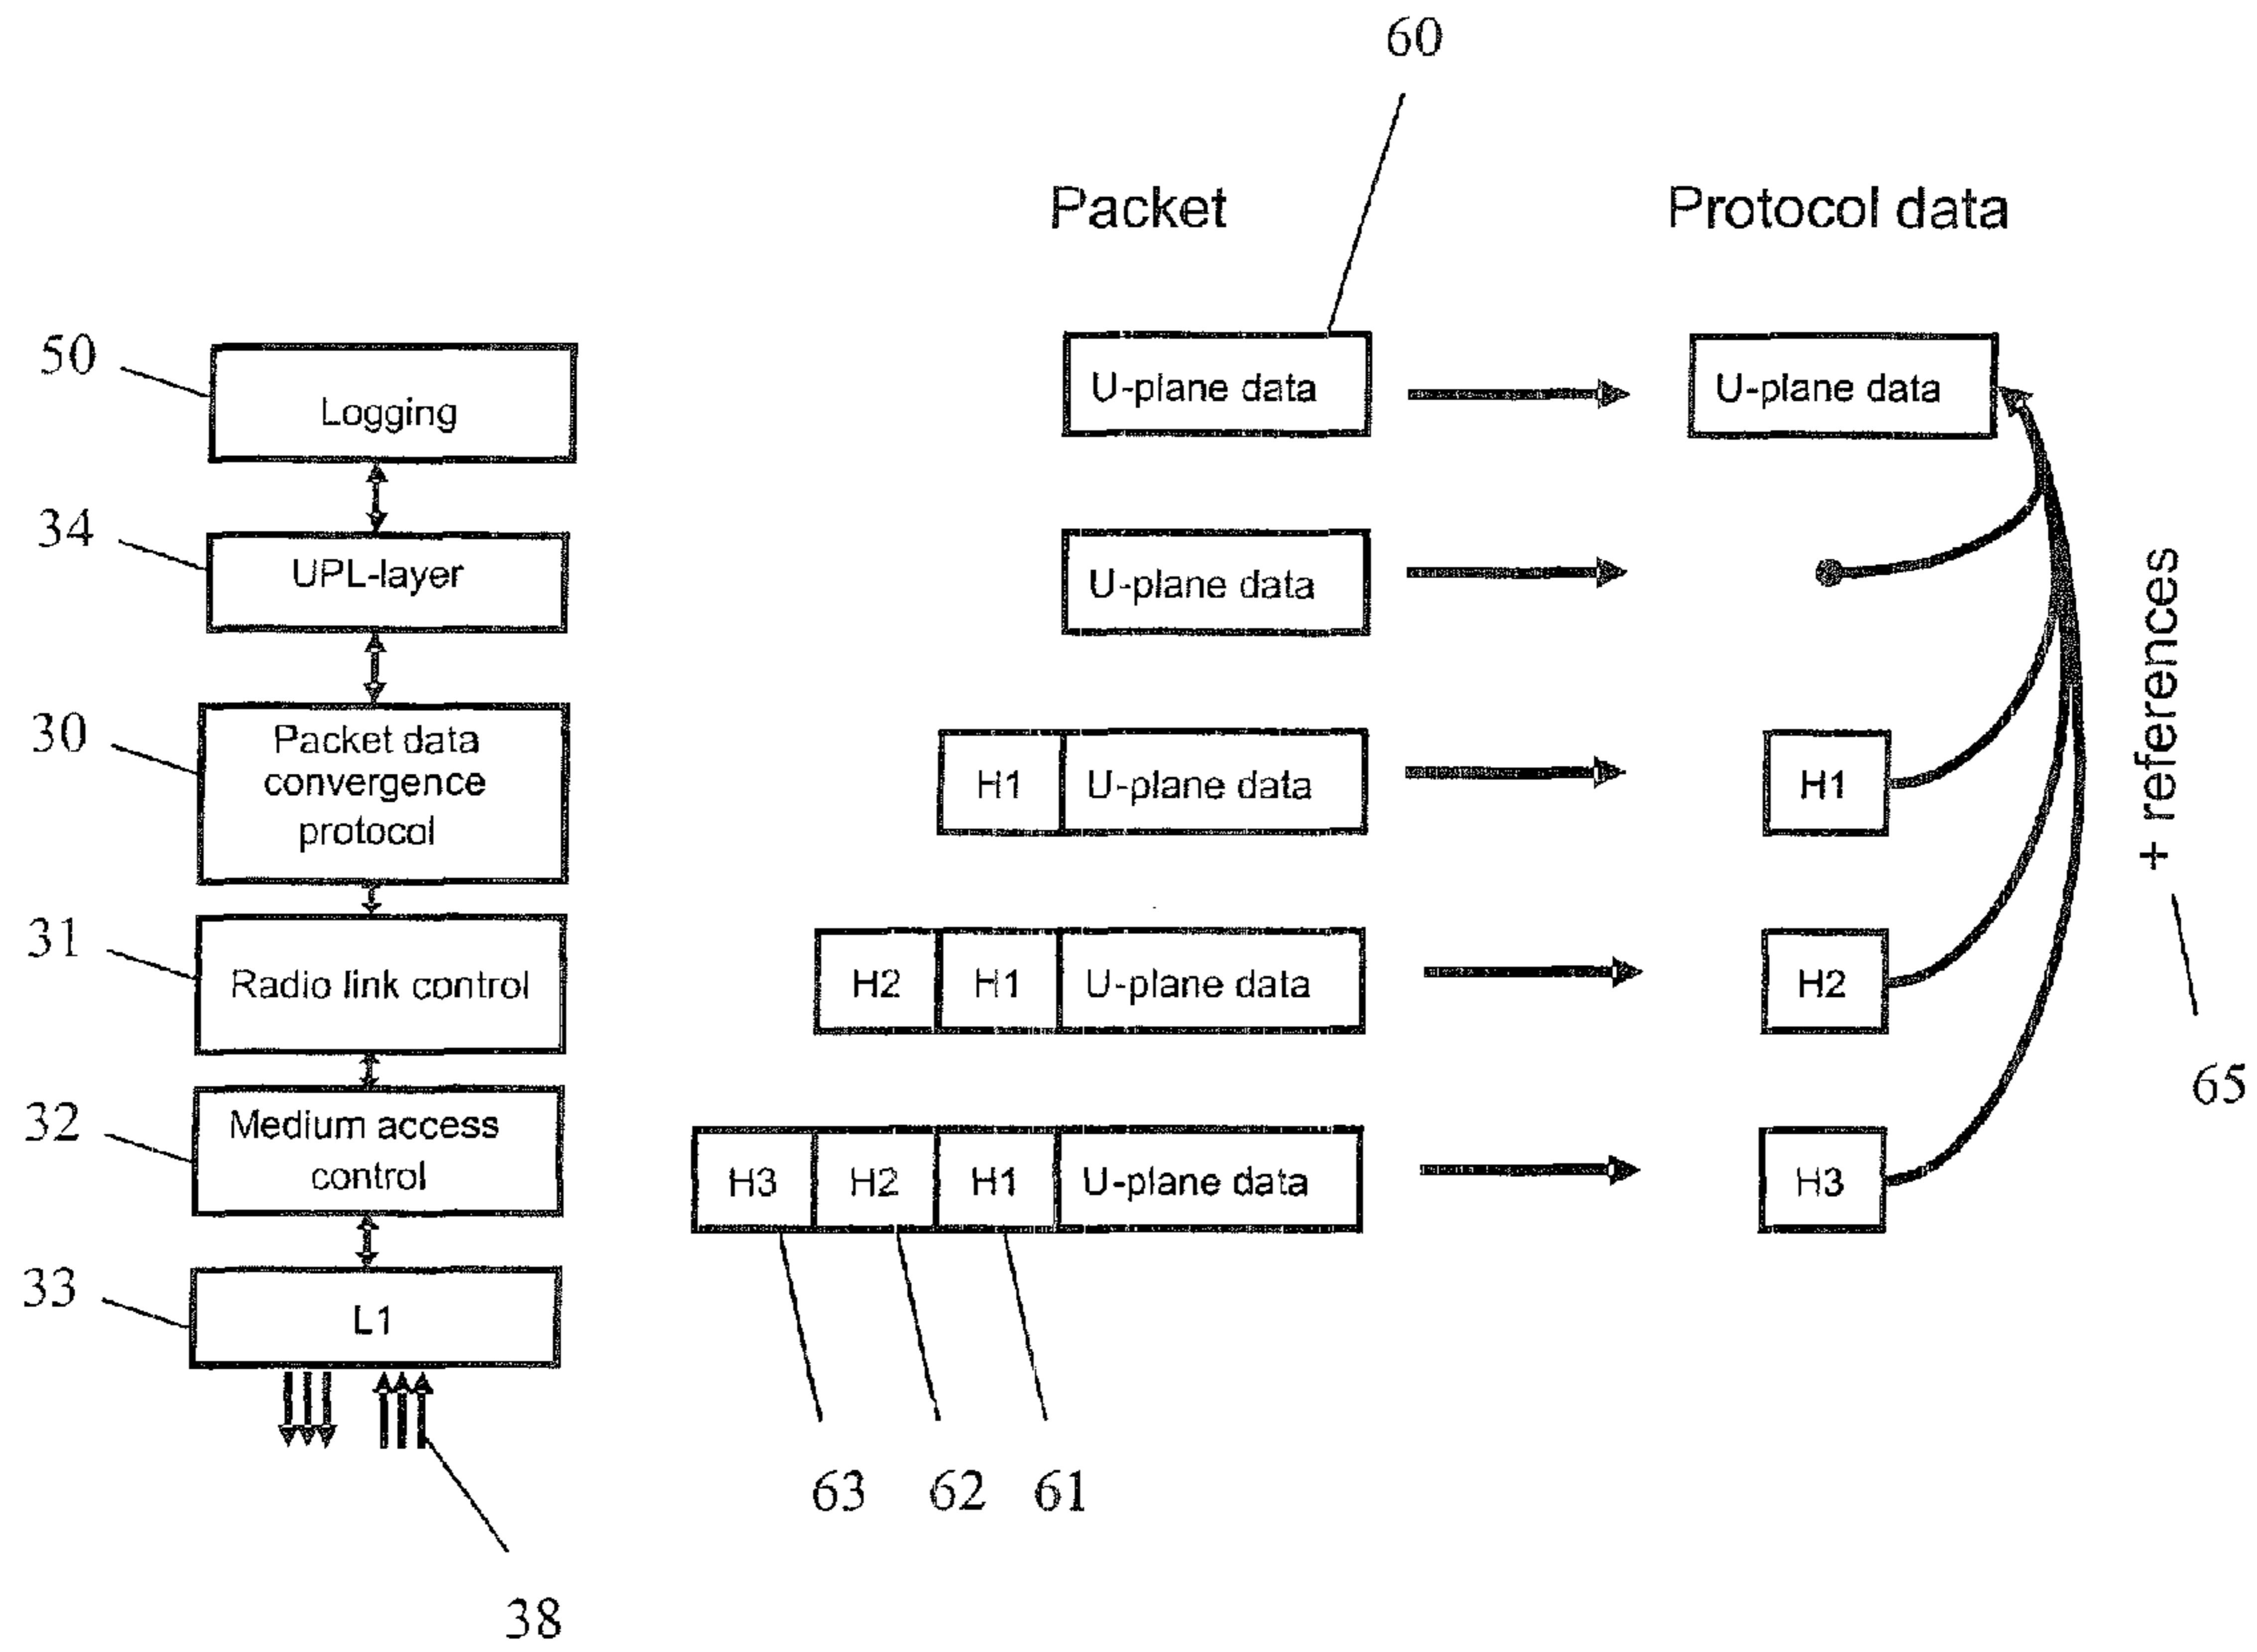 60
Packet
Protocol data
50
Logging
U-plane data
U-plane data
34
UPL-layer
U-plane data
30
Packet data
convergence
protocol
H1
U-plane data
H1
+ references
31
Radio link control
H2
H1
U-plane data
H2
65
32
Medium access
control
H3
H2
H1
U-plane data
H3
33
L1
63
62
61
38